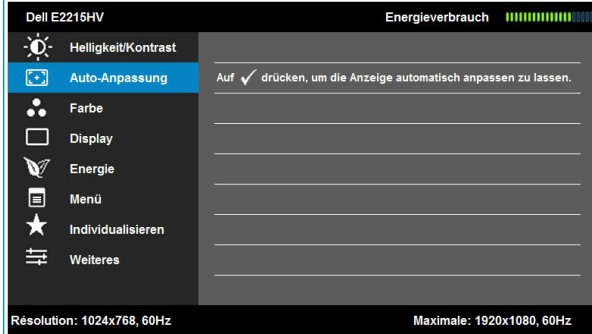 Dell E2215HV Energieverbrauch
Helligkeit/Kontrast
Auto-Anpassung
Auf ✓ drücken, um die Anzeige automatisch anpassen zu lassen.
Farbe
Display
Energie
Menü
Individualisieren
Weiteres
Résolution: 1024x768, 60Hz Maximale: 1920x1080, 60Hz